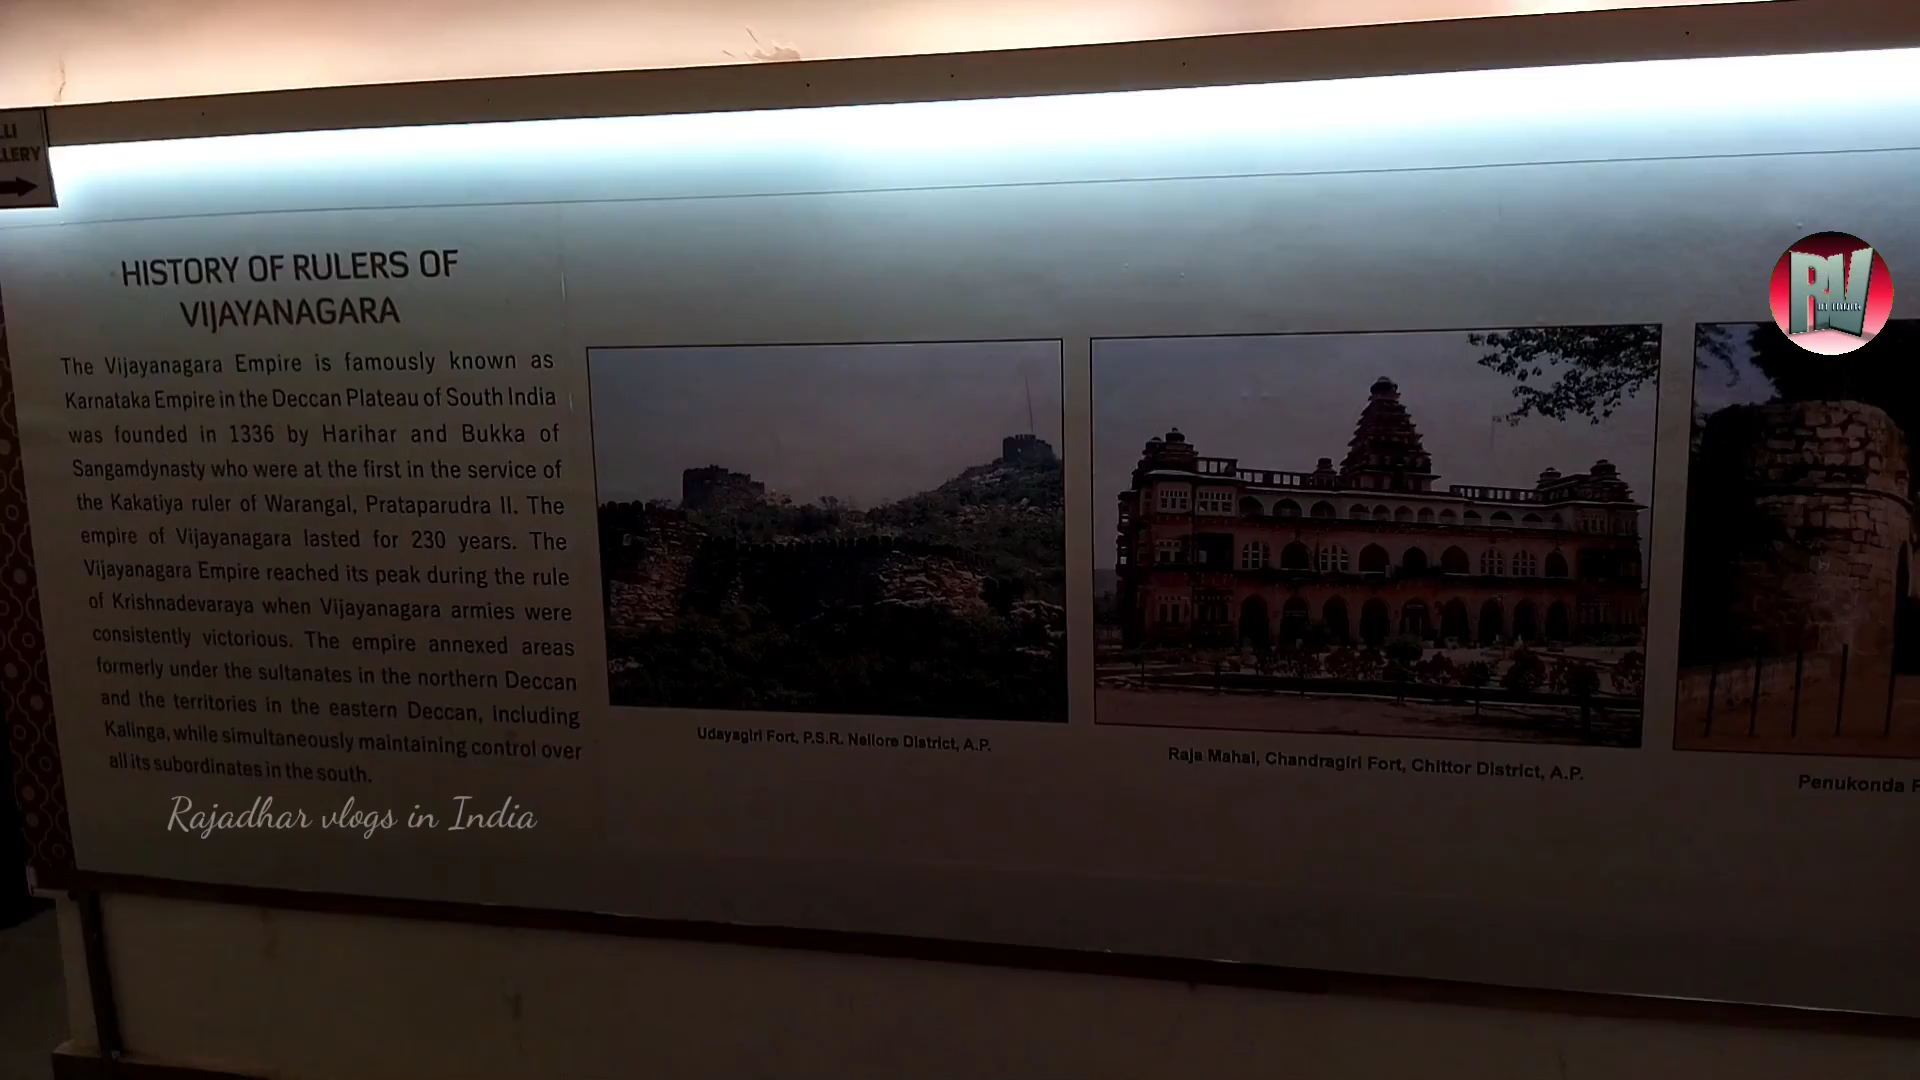 LLI
LLERY
HISTORY OF RULERS OF
VIJAYANAGARA
The Vijayanagara Empire is famously known as
Karnataka Empire in the Deccan Plateau of South India
was founded in 1336 by Harihar and Bukka of
Sangamdynasty who were at the first in the service of
the Kakatiya ruler of Warangal, Prataparudra II. The
empire of Vijayanagara lasted for 230 years. The
Vijayanagara Empire reached its peak during the rule
of Krishnadevaraya when Vijayanagara armies were
consistently victorious. The empire annexed areas
formerly under the sultanates in the northern Deccan
and the territories in the eastern Deccan, including
Kalinga, while simultaneously maintaining control over
all its subordinates in the south.
Udayagiri Fort, P.S.R. Nellore District, A.P.
Raja Mahal, Chandragiri Fort, Chittor District, A.P.
Penukonda F
Rajadhar vlogs in India
RV